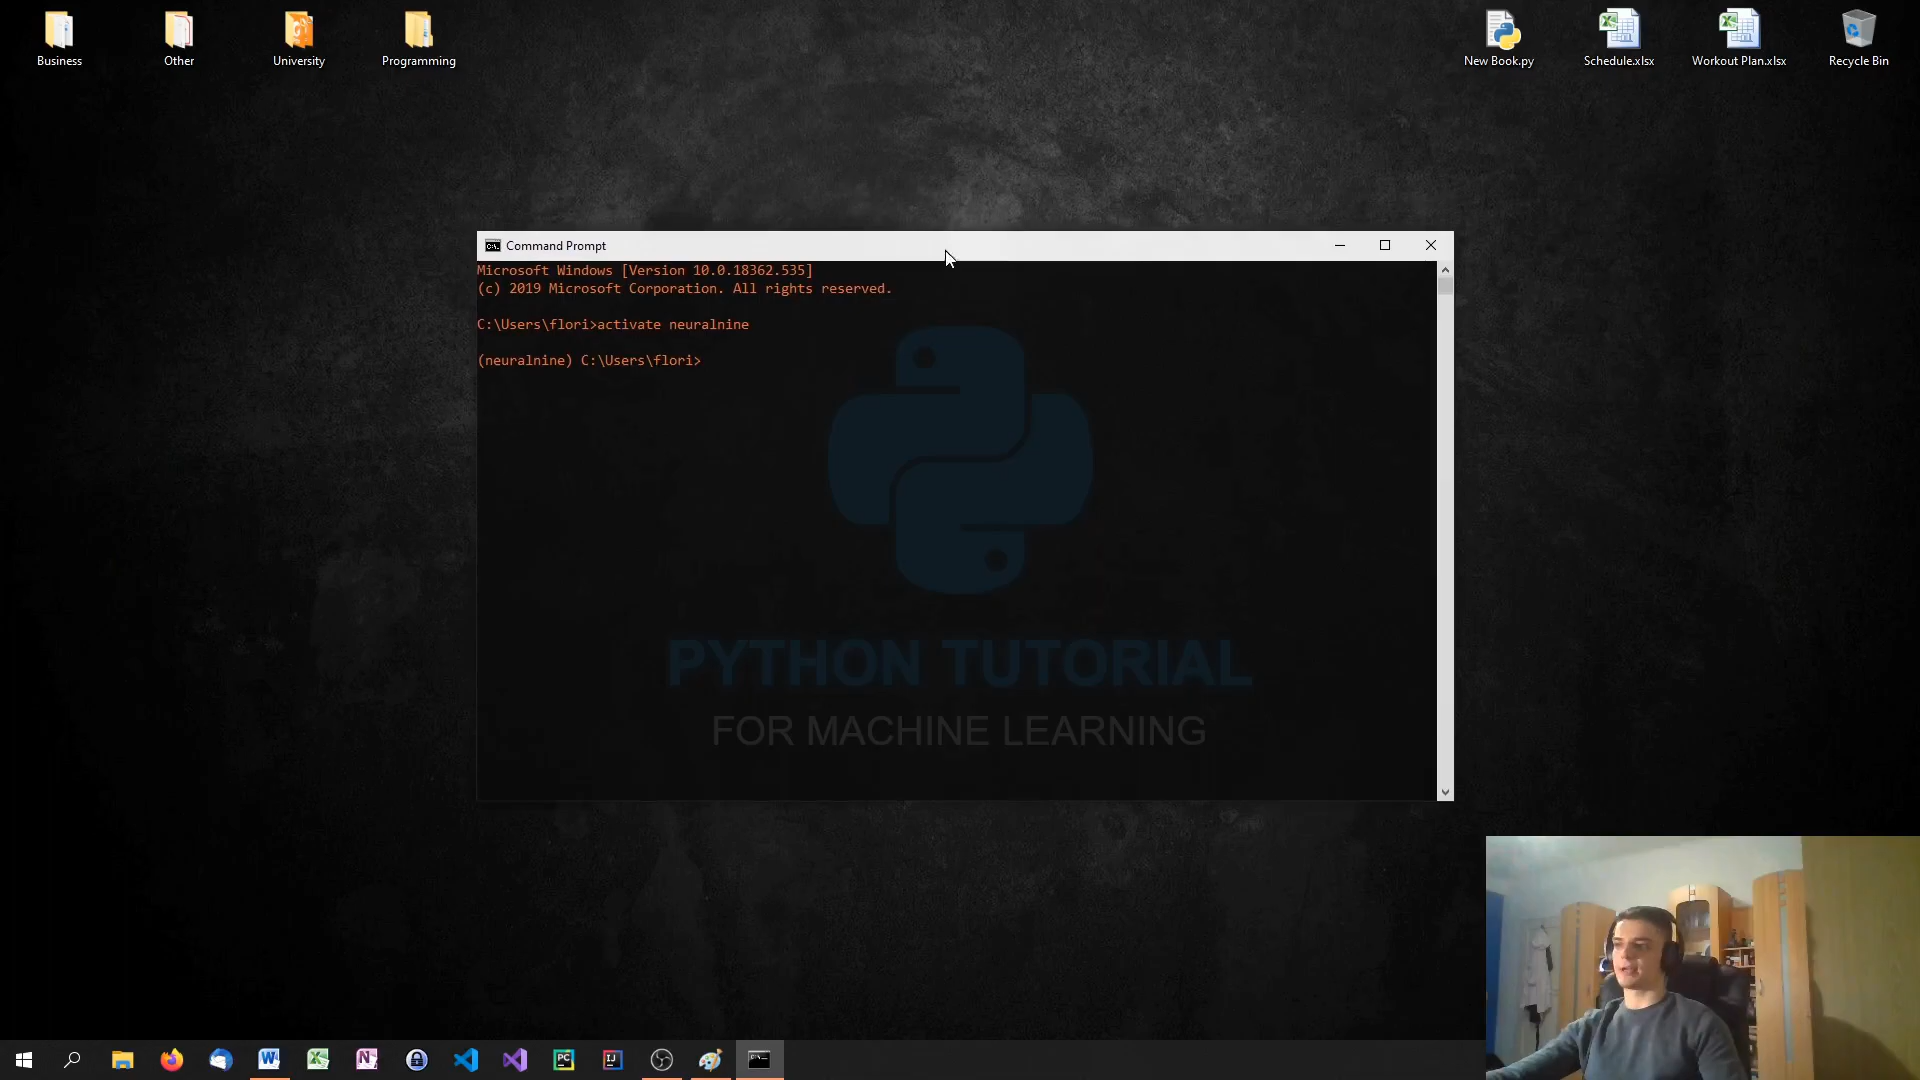 Business
Other
University
Programming
New Book.py
Schedule.xlsx
Workout Plan.xlsx
Recycle Bin
Command Prompt
Microsoft Windows [Version 10.0.18362.535]
(c) 2019 Microsoft Corporation. All rights reserved.
C:\Users\flori>activate neuralnine
(neuralnine) C:\Users\flori>
PYTHON TUTORIAL
FOR MACHINE LEARNING